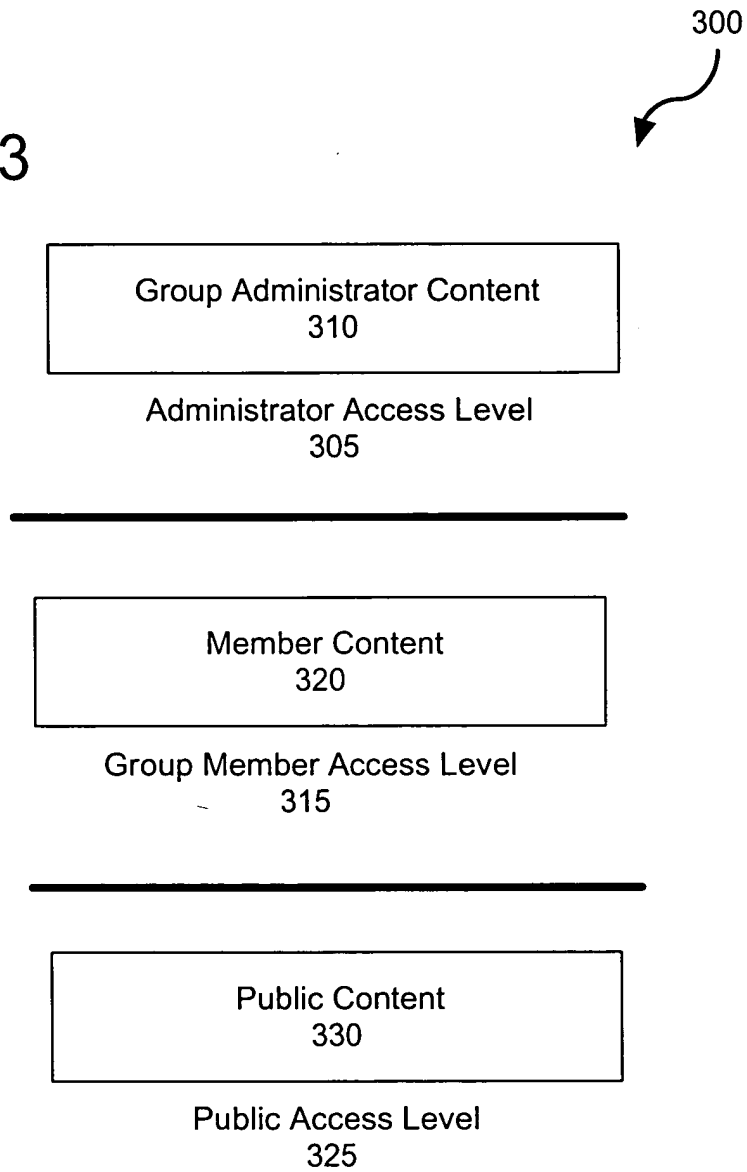 300
3
Group Administrator Content
310
Administrator Access Level
305
Member Content
320
Group Member Access Level
315
Public Content
330
Public Access Level
325